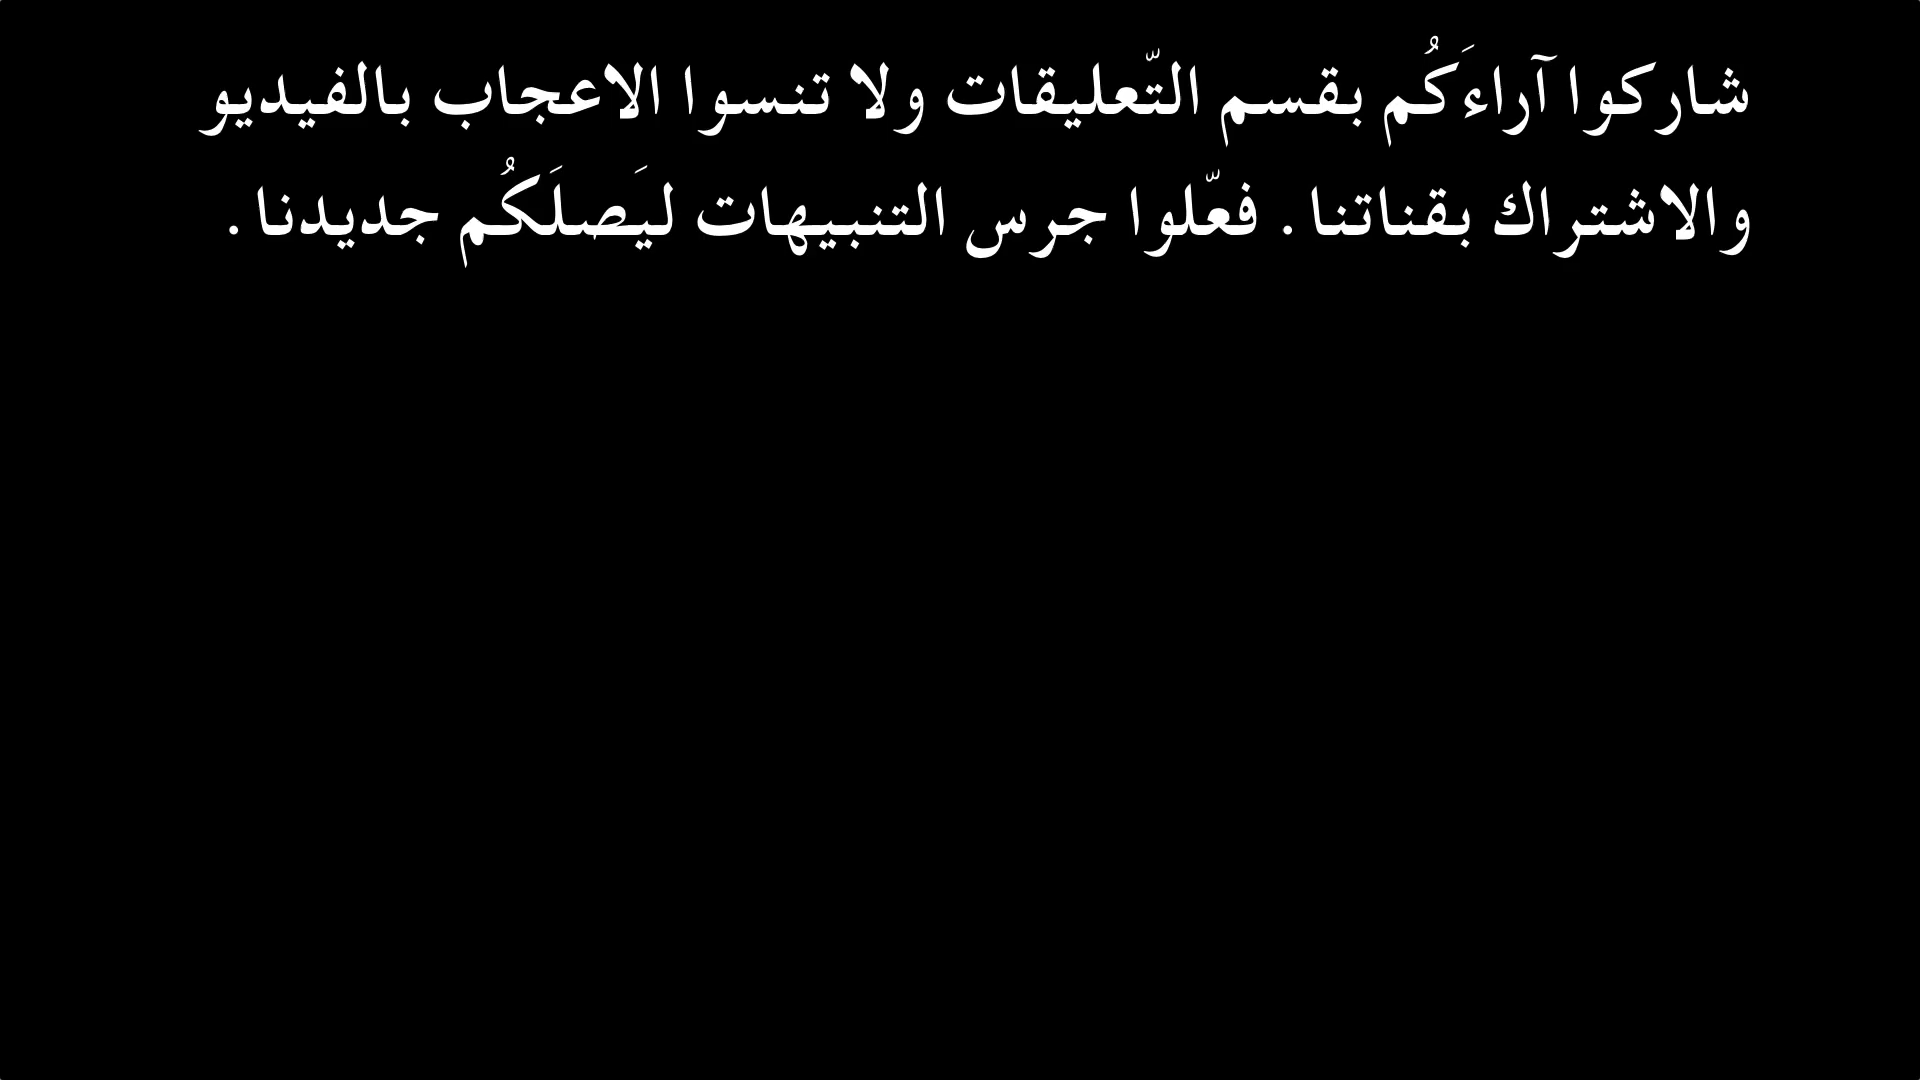 شاركوا آراءَكُم بقسم التّعليقات ولا تنسوا الاعجاب بالفيديو
والاشتراك بقناتنا. فعّلوا جرس التنبيهات ليَصلَكُم جديدنا.